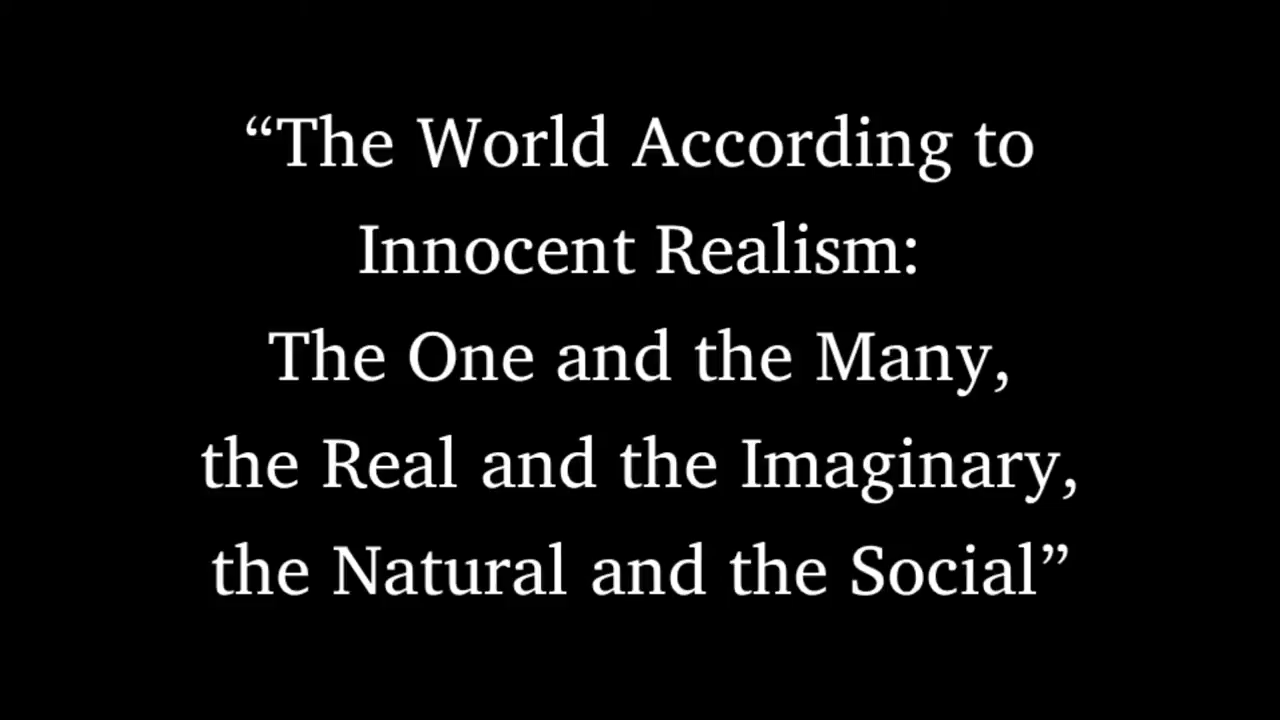 “The World According to
Innocent Realism:
The One and the Many,
the Real and the Imaginary,
the Natural and the Social”